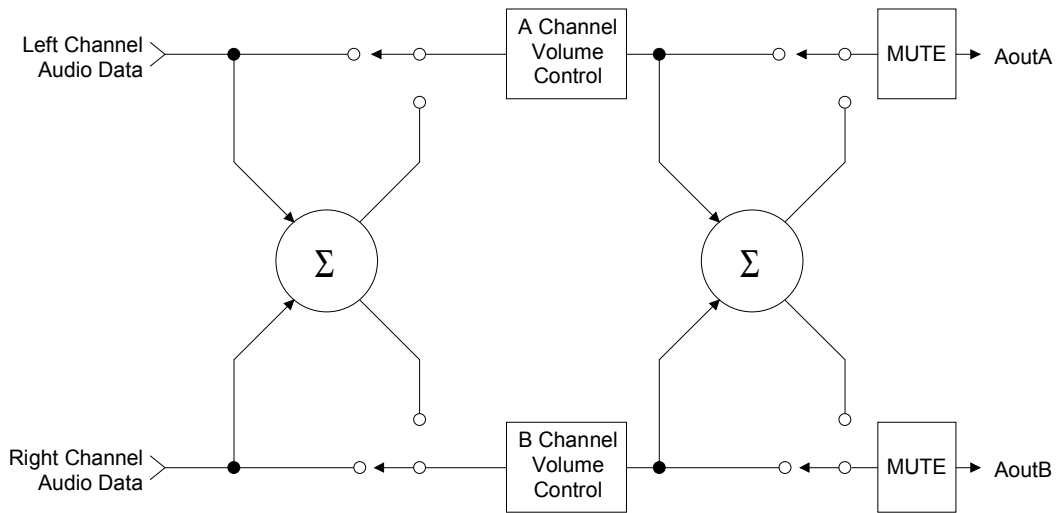 Left Channel
Audio Data
A Channel
Volume
Control
MUTE
AoutA
Σ
Σ
Right Channel
Audio Data
B Channel
Volume
Control
MUTE
AoutB